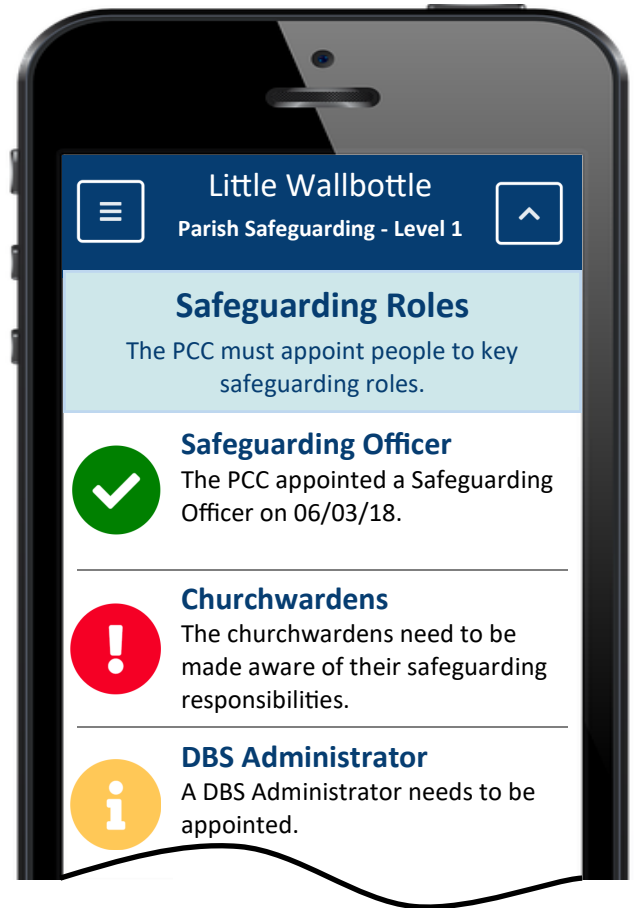 Little Wallbottle
Parish Safeguarding - Level 1
Safeguarding Roles
The PCC must appoint people to key
safeguarding roles.
Safeguarding Officer
The PCC appointed a Safeguarding
Officer on 06/03/18.
Churchwardens
The churchwardens need to be
made aware of their safeguarding
responsibilities.
DBS Administrator
A DBS Administrator needs to be
appointed.